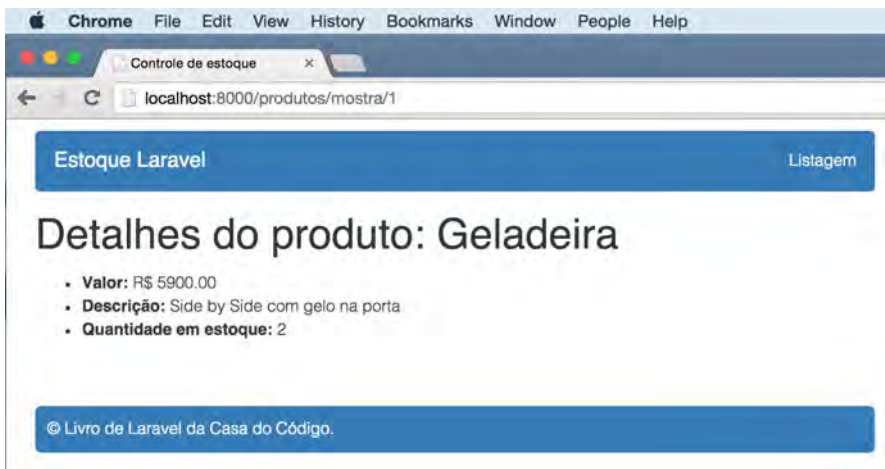 Chrome File Edit View History Bookmarks Window People Help
Controle de estoque ×
localhost:8000/produtos/mostra/1
Estoque Laravel Listagem
Detalhes do produto: Geladeira
• Valor: R$ 5900.00
• Descrição: Side by Side com gelo na porta
• Quantidade em estoque: 2
© Livro de Laravel da Casa do Código.